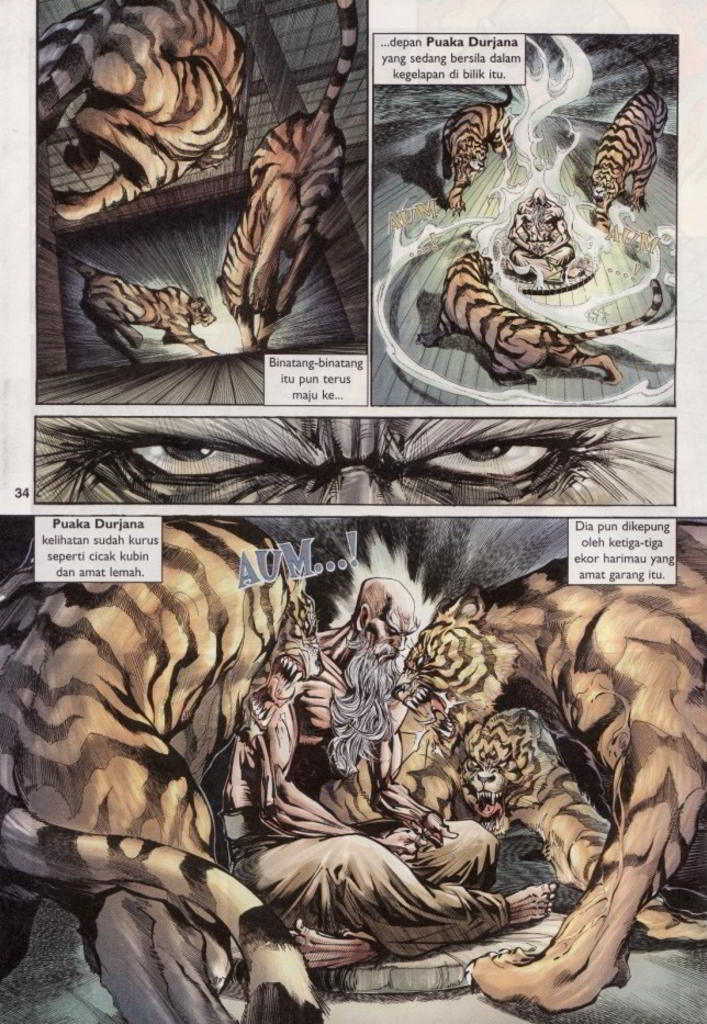 Binatang-binatang
itu pun terus
maju ke...
...depan Puaka Durjana
yang sedang bersila dalam
kegelapan di bilik itu.
AUM
...!
AUM
...!
34
Puaka Durjana
kelihatan sudah kurus
seperti cicak kubin
dan amat lemah.
AUM...!
Dia pun dikepung
oleh ketiga-tiga
ekor harimau yang
amat garang itu.